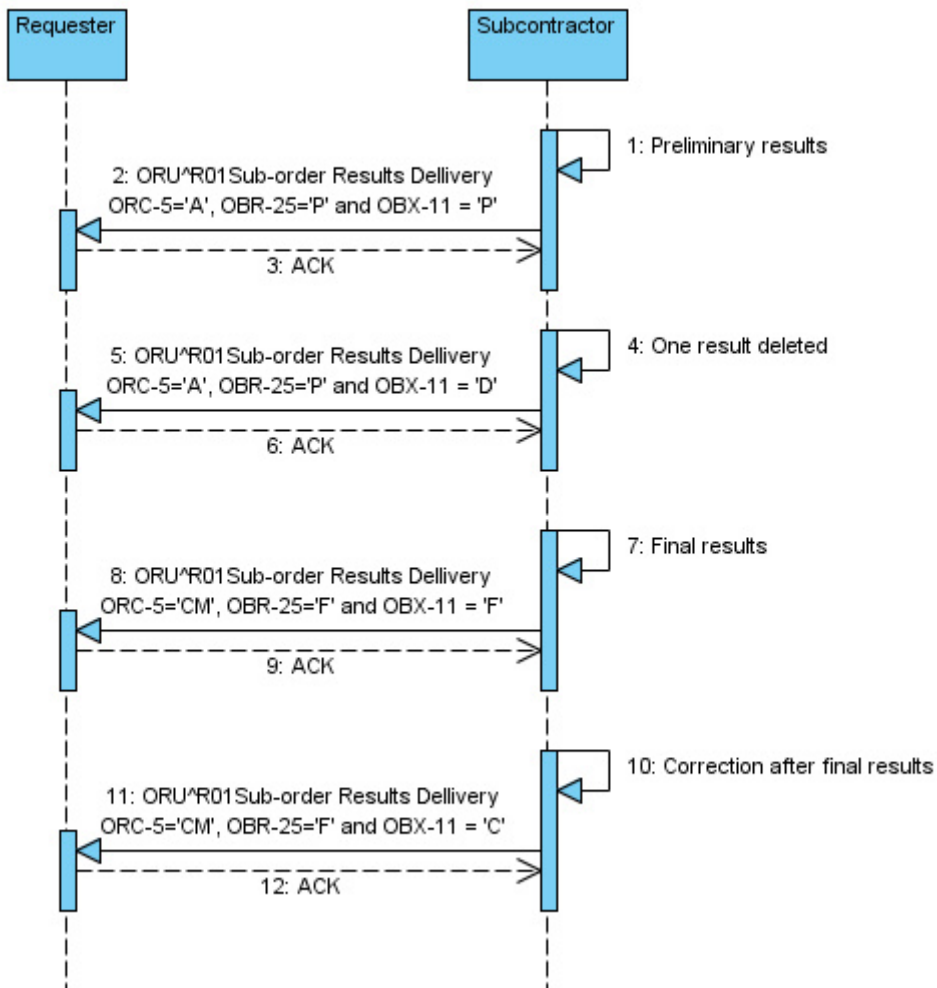 Requester
Subcontractor
1: Preliminary results
2: ORU^R01Sub-order Results Dellivery
ORC-5='A', OBR-25='P' and OBX-11 = 'P'
3: ACK
4: One result deleted
5: ORU^R01Sub-order Results Dellivery
ORC-5='A', OBR-25='P' and OBX-11 = 'D'
6: ACK
7: Final results
8: ORU^R01Sub-order Results Dellivery
ORC-5='CM', OBR-25='F' and OBX-11 = 'F'
9: ACK
10: Correction after final results
11: ORU^R01Sub-order Results Dellivery
ORC-5='CM', OBR-25='F' and OBX-11 = 'C'
12: ACK